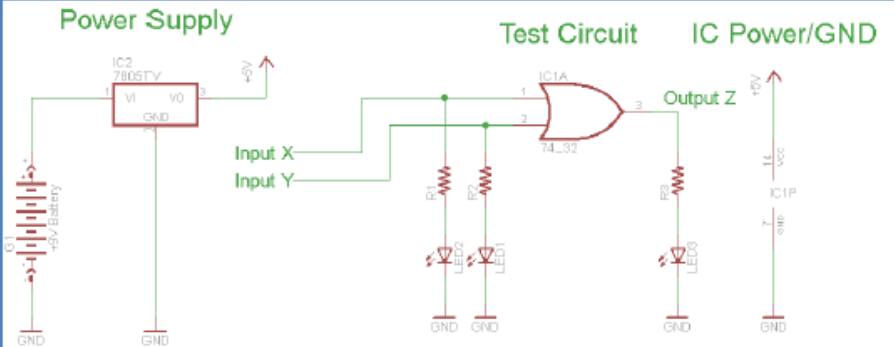 Power Supply
Test Circuit
IC Power/GND
IC2
7805TV
1
VI
VO
3
GND
2
+5V
G1
+9V Battery
GND
GND
Input X
Input Y
IC1A
1
2
3
74_32
Output Z
R1
R2
R3
LED2
LED1
LED3
GND
GND
GND
+5V
14
VCC
IC1P
7
GND
GND